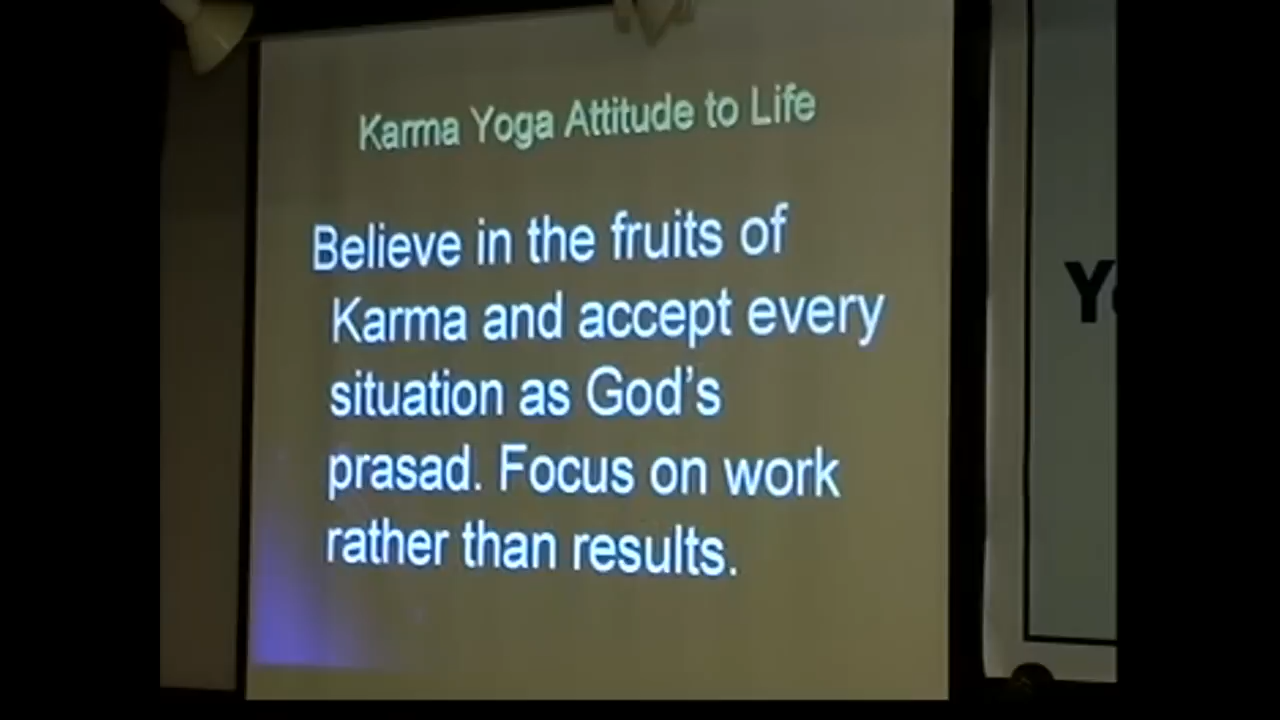 Karma Yoga Attitude to Life
Believe in the fruits of
Karma and accept every
situation as God's
prasad. Focus on work
rather than results.